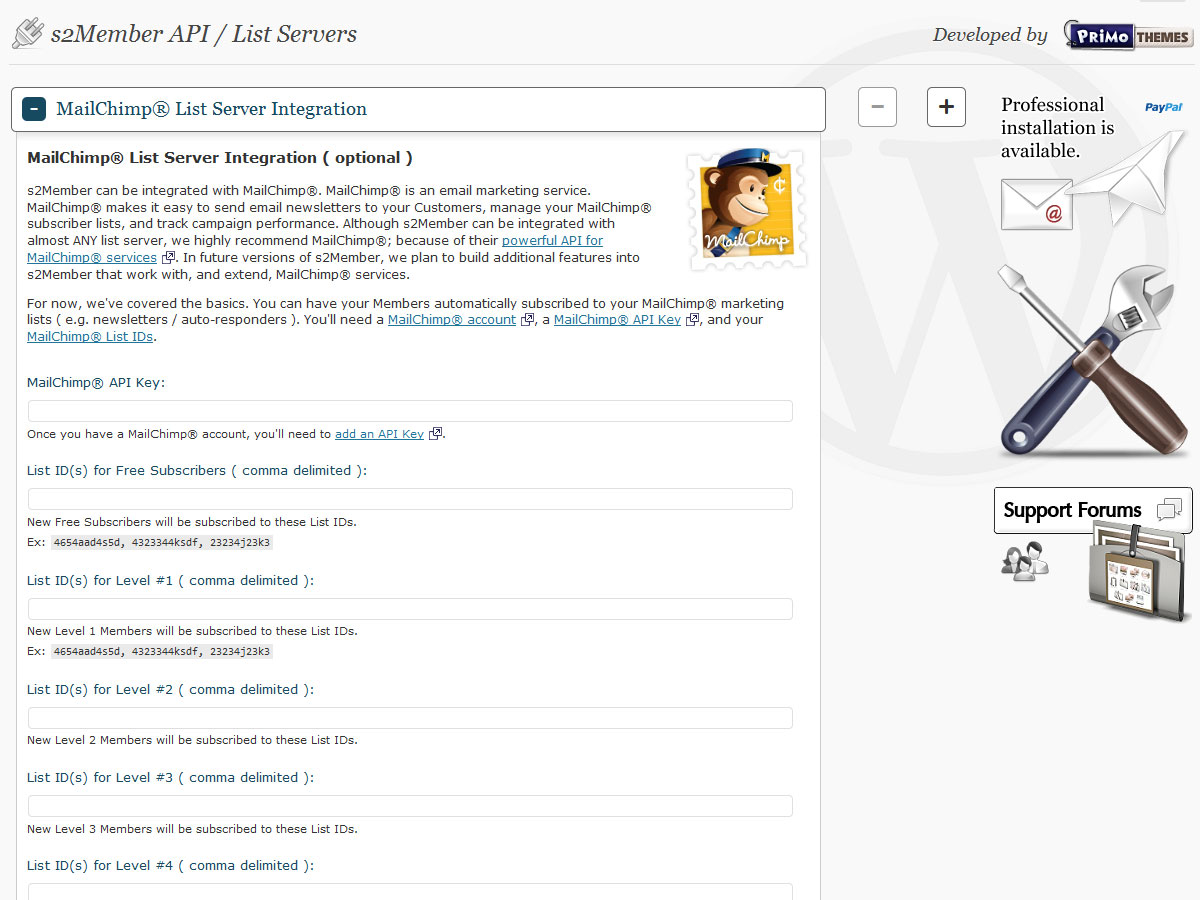 s2Member API / List Servers
Developed by PRiMO THEMES
- MailChimp® List Server Integration
− +
Professional
installation is
available.
PayPal
@
MailChimp® List Server Integration ( optional )
s2Member can be integrated with MailChimp®. MailChimp® is an email marketing service.
MailChimp® makes it easy to send email newsletters to your Customers, manage your MailChimp®
subscriber lists, and track campaign performance. Although s2Member can be integrated with
almost ANY list server, we highly recommend MailChimp®; because of their powerful API for
MailChimp® services. In future versions of s2Member, we plan to build additional features into
s2Member that work with, and extend, MailChimp® services.
MailChimp
For now, we've covered the basics. You can have your Members automatically subscribed to your MailChimp® marketing
lists ( e.g. newsletters / auto-responders ). You'll need a MailChimp® account, a MailChimp® API Key, and your
MailChimp® List IDs.
MailChimp® API Key:
Once you have a MailChimp® account, you'll need to add an API Key.
List ID(s) for Free Subscribers ( comma delimited ):
New Free Subscribers will be subscribed to these List IDs.
Ex: 4654aad4s5d, 4323344ksdf, 23234j23k3
Support Forums
List ID(s) for Level #1 ( comma delimited ):
New Level 1 Members will be subscribed to these List IDs.
Ex: 4654aad4s5d, 4323344ksdf, 23234j23k3
List ID(s) for Level #2 ( comma delimited ):
New Level 2 Members will be subscribed to these List IDs.
List ID(s) for Level #3 ( comma delimited ):
New Level 3 Members will be subscribed to these List IDs.
List ID(s) for Level #4 ( comma delimited ):